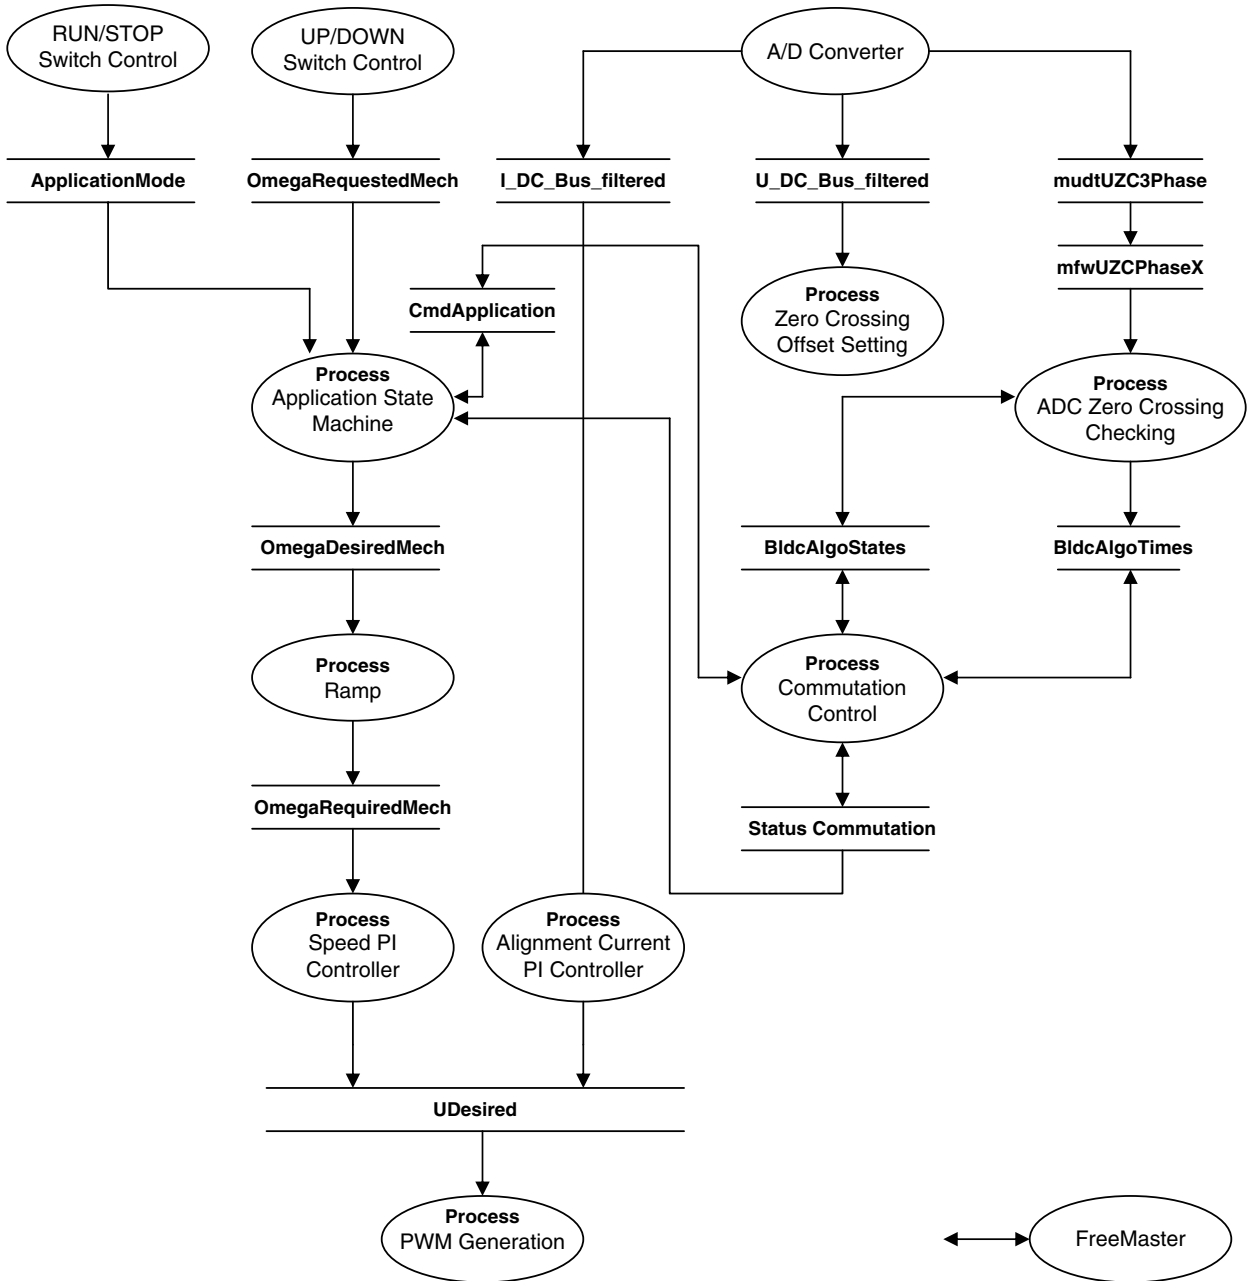 RUN/STOP
Switch Control
UP/DOWN
Switch Control
A/D Converter
ApplicationMode
OmegaRequestedMech
I_DC_Bus_filtered
U_DC_Bus_filtered
mudtUZC3Phase
mfwUZCPhaseX
CmdApplication
Process
Zero Crossing
Offset Setting
Process
Application State
Machine
Process
ADC Zero Crossing
Checking
OmegaDesiredMech
BldcAlgoStates
BldcAlgoTimes
Process
Ramp
Process
Commutation
Control
OmegaRequiredMech
Status Commutation
Process
Speed PI
Controller
Process
Alignment Current
PI Controller
UDesired
Process
PWM Generation
FreeMaster